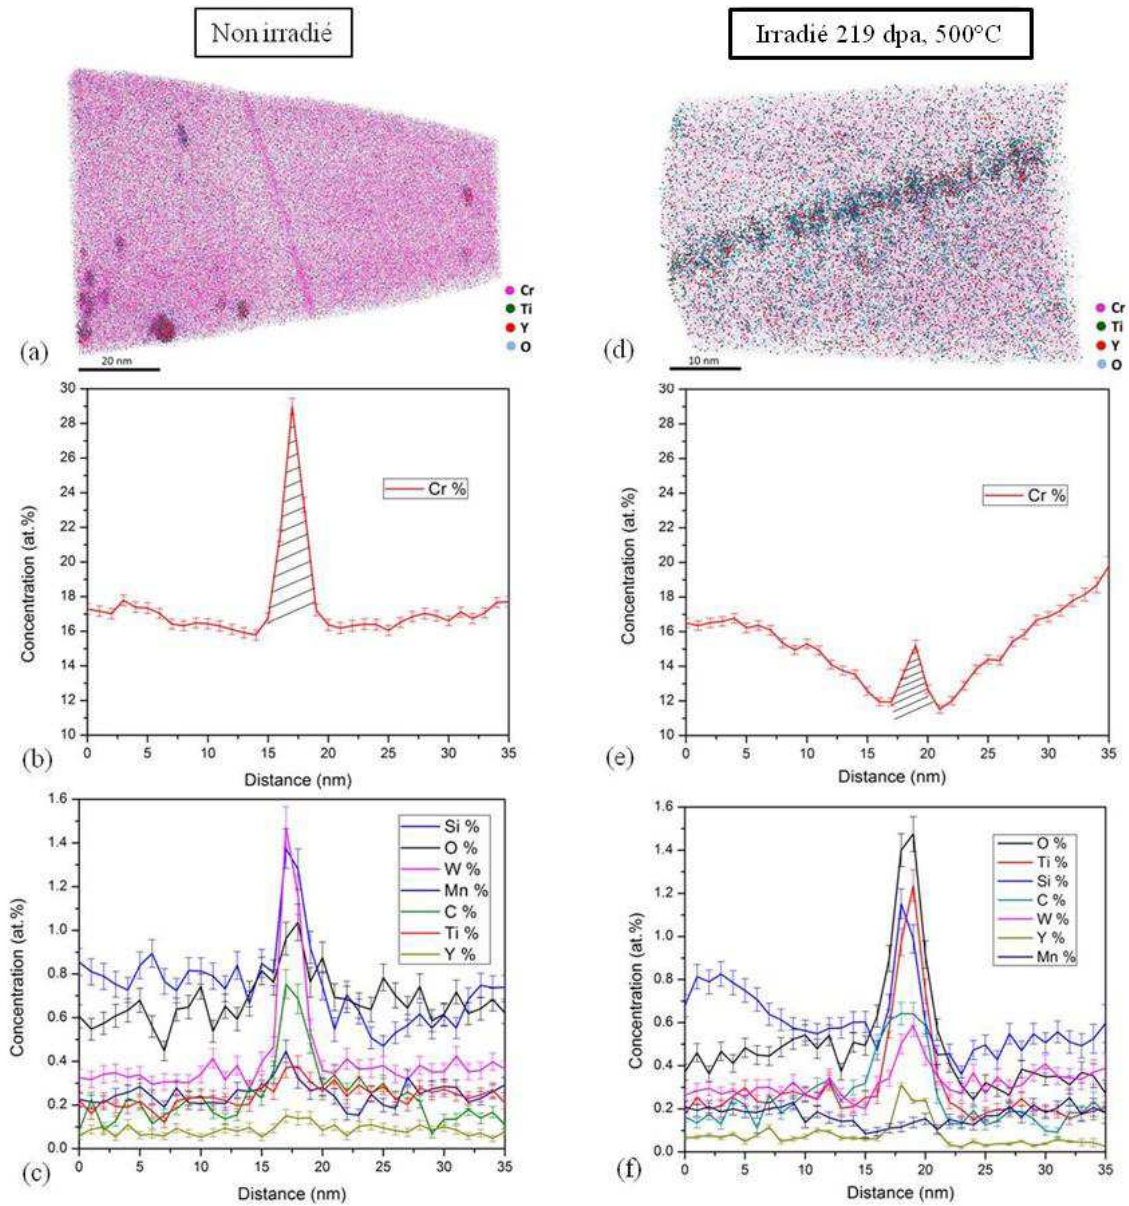 Non irradié
Irradié 219 dpa, 500°C
Cr
Ti
Y
O
(a)
20 nm
Cr
Ti
Y
O
(d)
10 nm
30
28
26
24
22
20
18
16
14
12
10
Concentration (at.%)
Cr %
0 5 10 15 20 25 30 35
Distance (nm)
(b)
30
28
26
24
22
20
18
16
14
12
10
Concentration (at.%)
Cr %
0 5 10 15 20 25 30 35
Distance (nm)
(e)
1.6
1.4
1.2
1.0
0.8
0.6
0.4
0.2
0.0
Concentration (at.%)
Si %
O %
W %
Mn %
C %
Ti %
Y %
0 5 10 15 20 25 30 35
Distance (nm)
(c)
1.6
1.4
1.2
1.0
0.8
0.6
0.4
0.2
0.0
Concentration (at.%)
O %
Ti %
Si %
C %
W %
Y %
Mn %
0 5 10 15 20 25 30 35
Distance (nm)
(f)